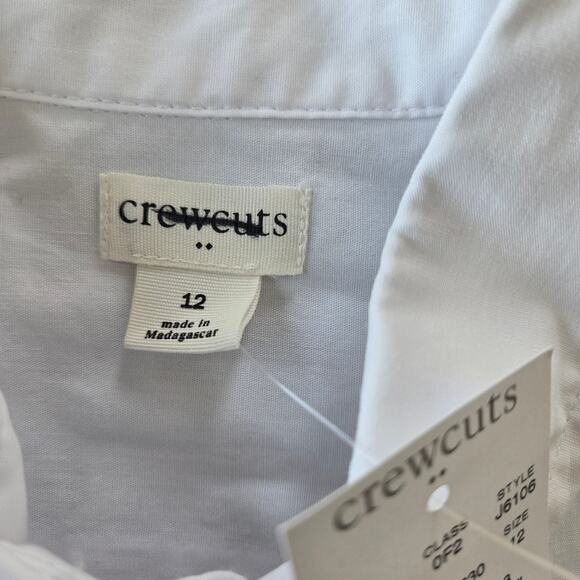 crewcuts
12
made in
Madagascar
crewcuts
STYLE
J6106
SIZE
12
CLASS
0F2